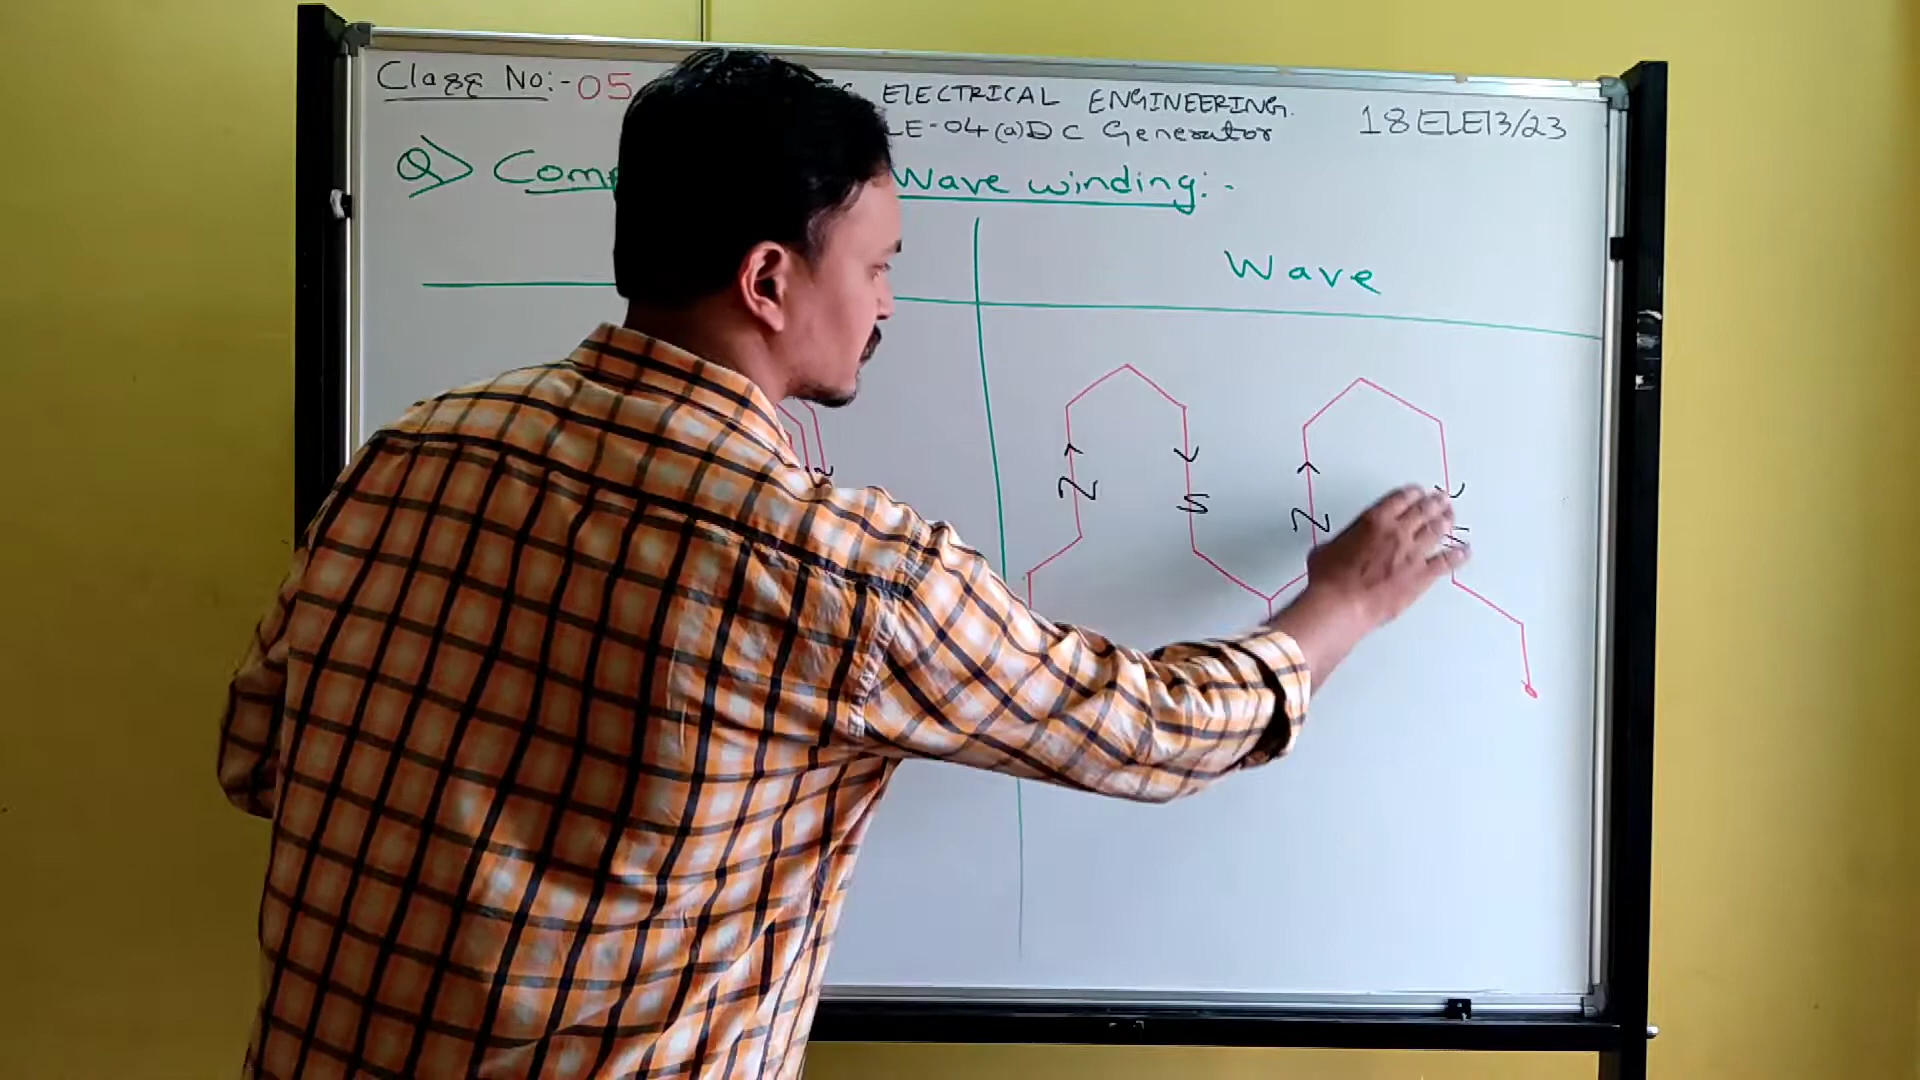 Class No:- 05 ELECTRICAL ENGINEERING.
LE-04 (a) DC Generator 18ELE13/23
Q> Comp Wave winding:-
Wave
N S N